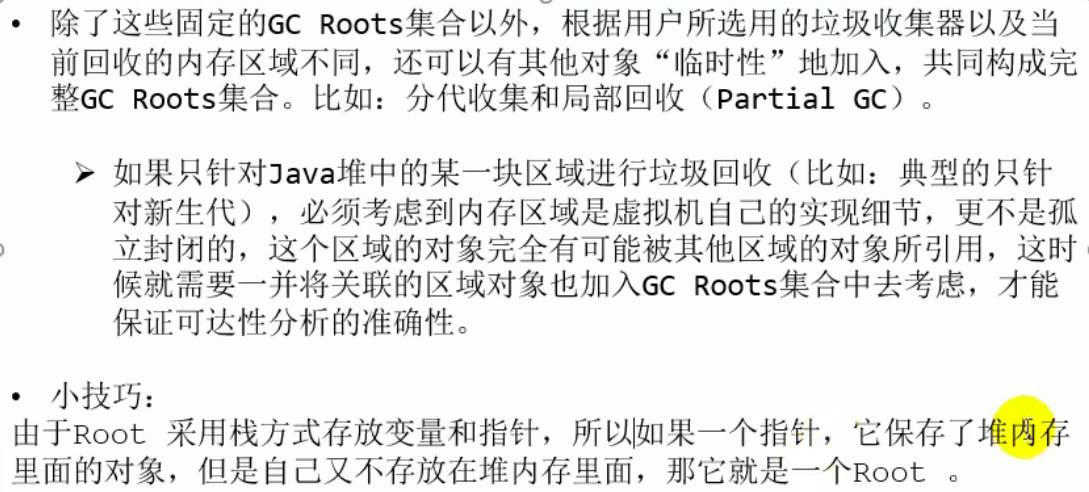 • 除了这些固定的GC Roots集合以外，根据用户所选用的垃圾收集器以及当
前回收的内存区域不同，还可以有其他对象“临时性”地加入，共同构成完
整GC Roots集合。比如：分代收集和局部回收（Partial GC）。
➢ 如果只针对Java堆中的某一块区域进行垃圾回收（比如：典型的只针
对新生代），必须考虑到内存区域是虚拟机自己的实现细节，更不是孤
立封闭的，这个区域的对象完全有可能被其他区域的对象所引用，这时
候就需要一并将关联的区域对象也加入GC Roots集合中去考虑，才能
保证可达性分析的准确性。
• 小技巧：
由于Root 采用栈方式存放变量和指针，所以如果一个指针，它保存了堆内存
里面的对象，但是自己又不存放在堆内存里面，那它就是一个Root 。